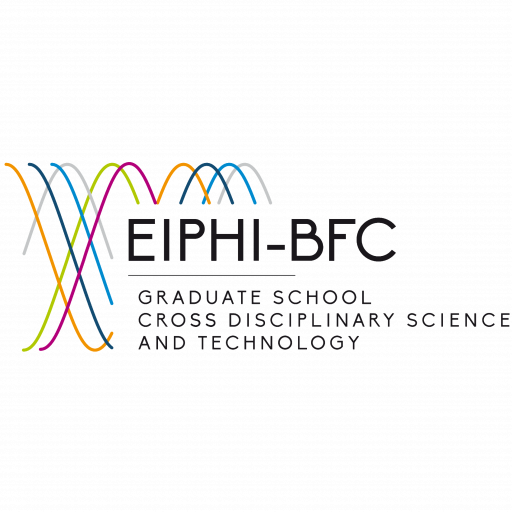 EIPHI-BFC
GRADUATE SCHOOL
CROSS DISCIPLINARY SCIENCE
AND TECHNOLOGY